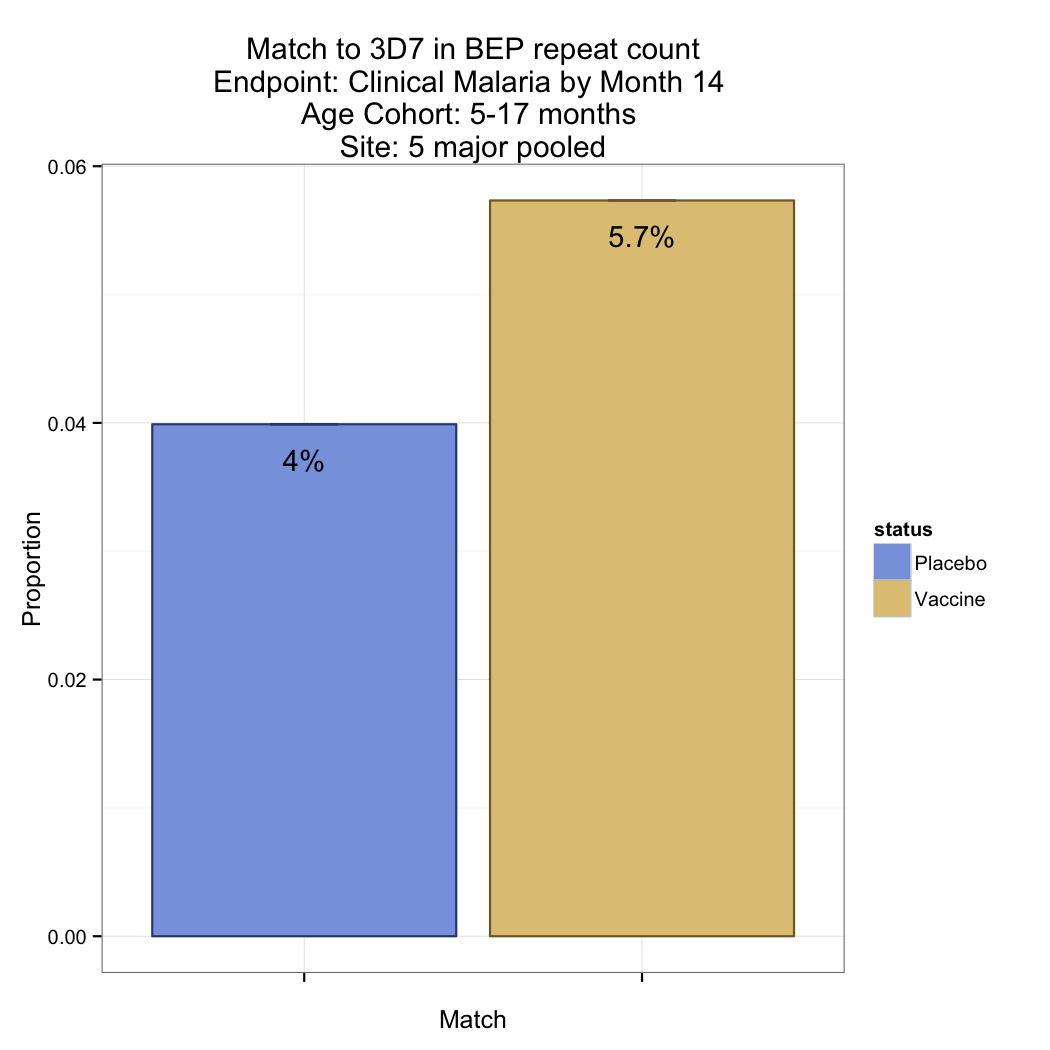 Match to 3D7 in BEP repeat count
Endpoint: Clinical Malaria by Month 14
Age Cohort: 5-17 months
Site: 5 major pooled
0.06
5.7%
0.04
4%
Proportion
status
Placebo
Vaccine
0.02
0.00
Match